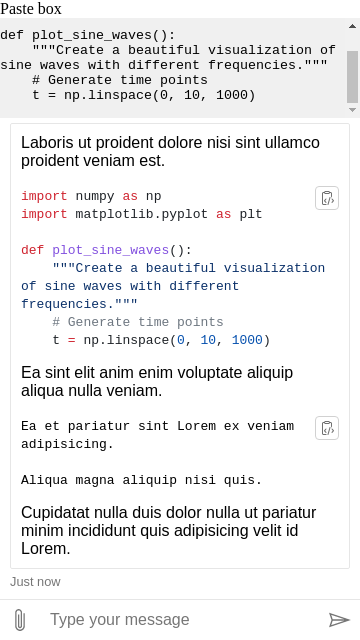 Paste box
def plot_sine_waves():
    """Create a beautiful visualization of
sine waves with different frequencies."""
    # Generate time points
    t = np.linspace(0, 10, 1000)
Laboris ut proident dolore nisi sint ullamco
proident veniam est.
import numpy as np
import matplotlib.pyplot as plt
def plot_sine_waves():
    """Create a beautiful visualization
of sine waves with different
frequencies."""
    # Generate time points
    t = np.linspace(0, 10, 1000)
Ea sint elit anim enim voluptate aliquip
aliqua nulla veniam.
Ea et pariatur sint Lorem ex veniam
adipisicing.
Aliqua magna aliquip nisi quis.
Cupidatat nulla duis dolor nulla ut pariatur
minim incididunt quis adipisicing velit id
Lorem.
Just now
Type your message